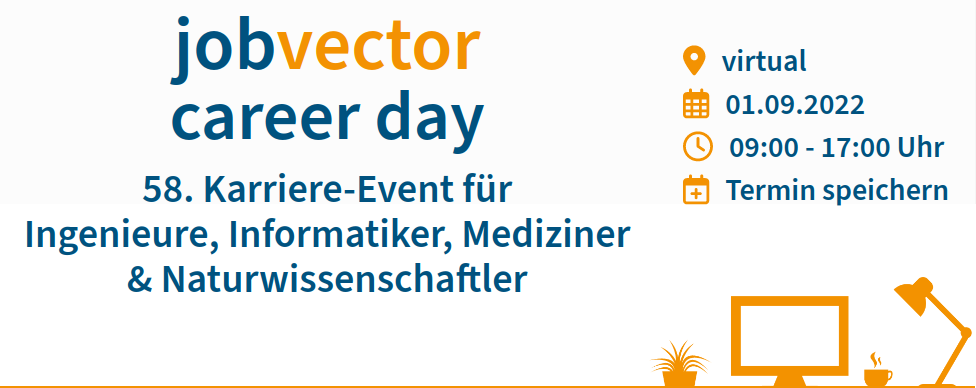 jobvector
career day
58. Karriere-Event für
Ingenieure, Informatiker, Mediziner
& Naturwissenschaftler
virtual
01.09.2022
09:00 - 17:00 Uhr
Termin speichern